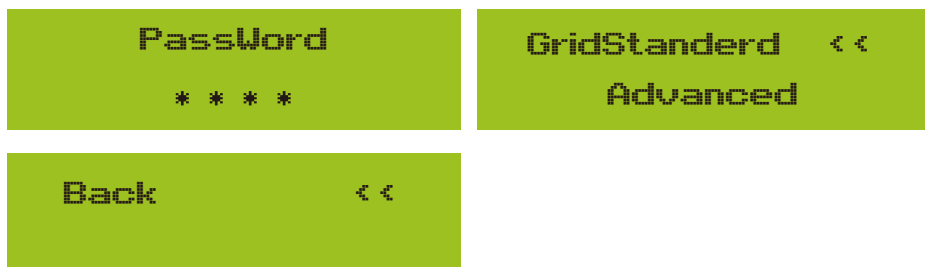 PassWord
* * * *
GridStanderd <<
Advanced
Back <<